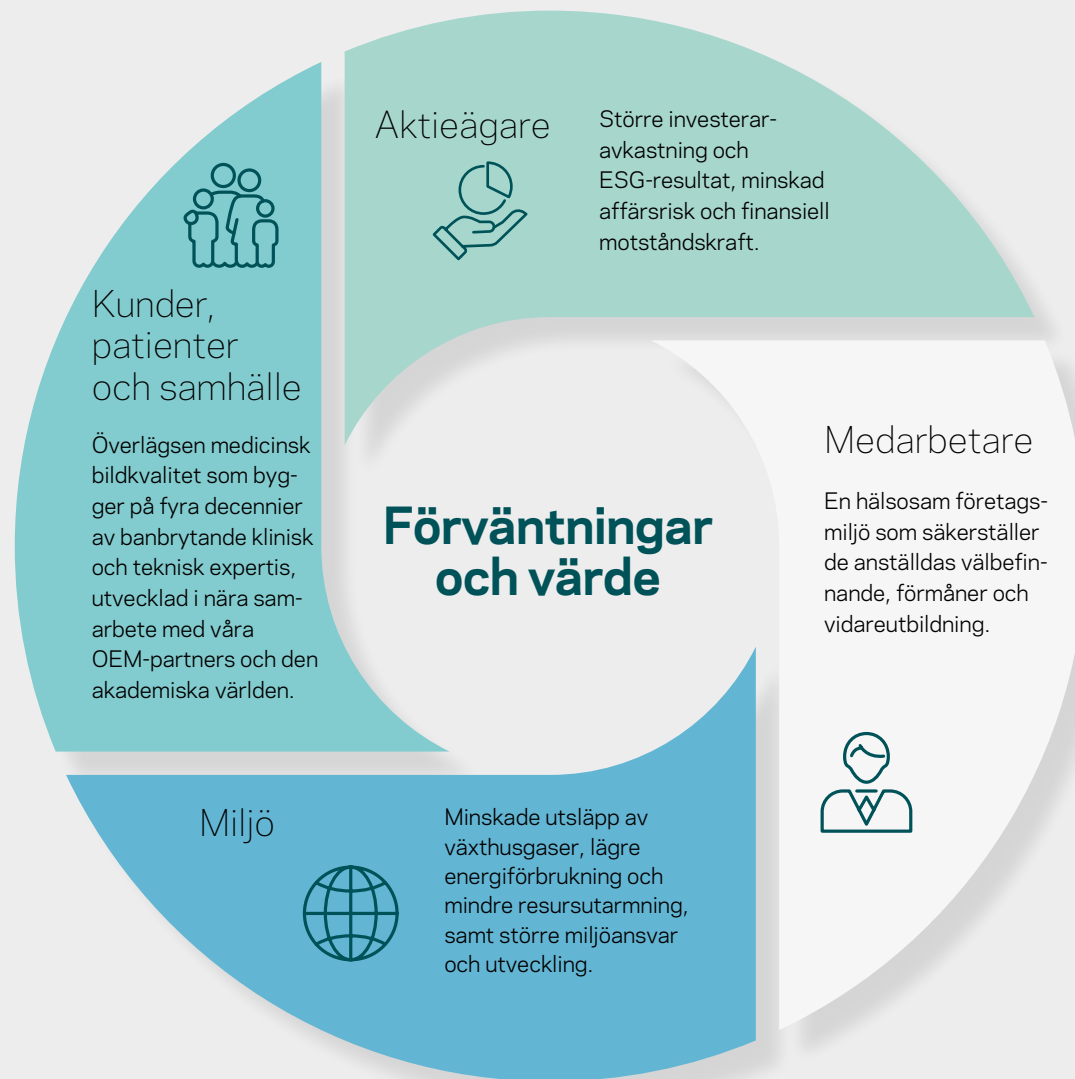 Aktieägare
Större investerar-
avkastning och
ESG-resultat, minskad
affärsrisk och finansiell
motståndskraft.
Kunder,
patienter
och samhälle
Överlägsen medicinsk
bildkvalitet som byg-
ger på fyra decennier
av banbrytande klinisk
och teknisk expertis,
utvecklad i nära sam-
arbete med våra
OEM-partners och den
akademiska världen.
Förväntningar
och värde
Medarbetare
En hälsosam företags-
miljö som säkerställer
de anställdas välbefin-
nande, förmåner och
vidareutbildning.
Miljö
Minskade utsläpp av
växthusgaser, lägre
energiförbrukning och
mindre resursutarmning,
samt större miljöansvar
och utveckling.